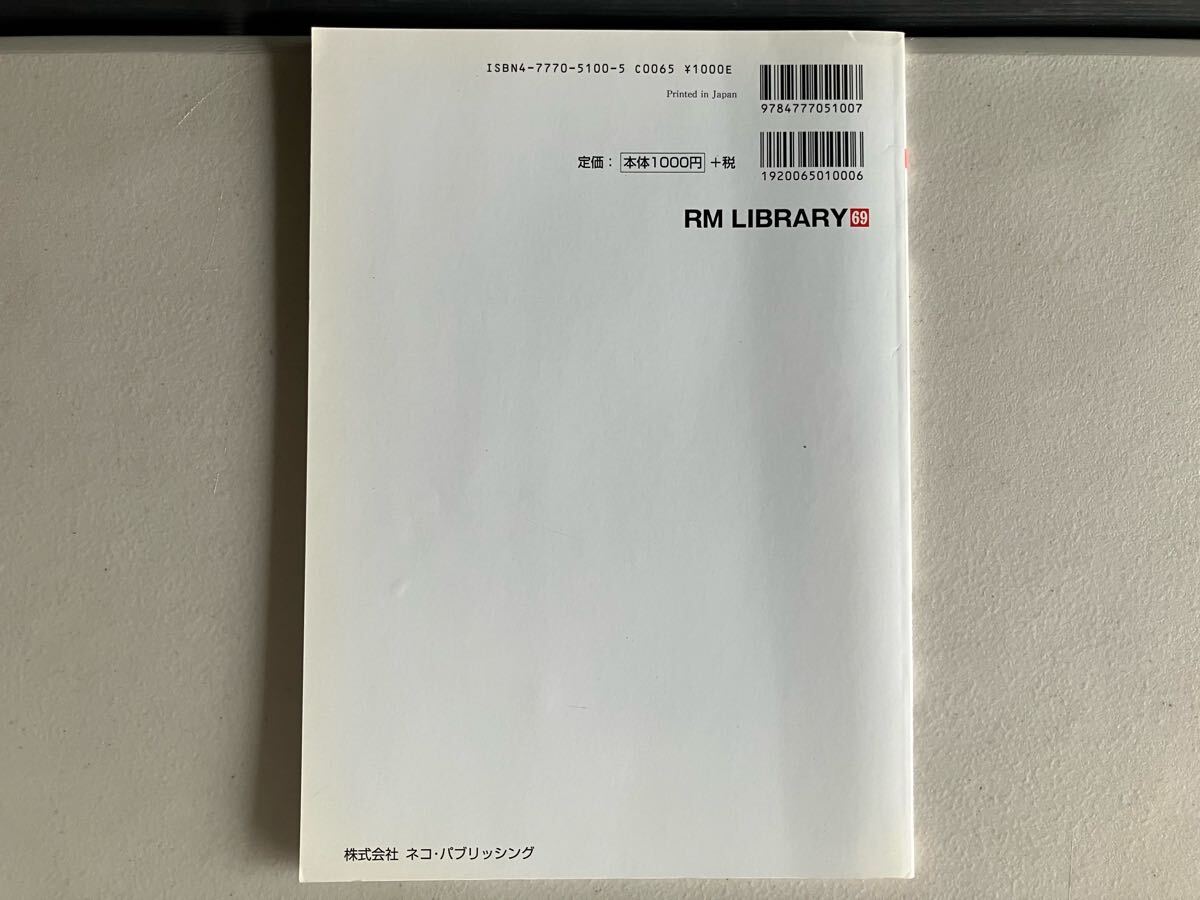 ISBN4-7770-5100-5 C0065 ¥1000E
Printed in Japan
9784777051007
定価： 本体1000円 +税
1920065010006
RM LIBRARY 69
株式会社 ネコ・パブリッシング